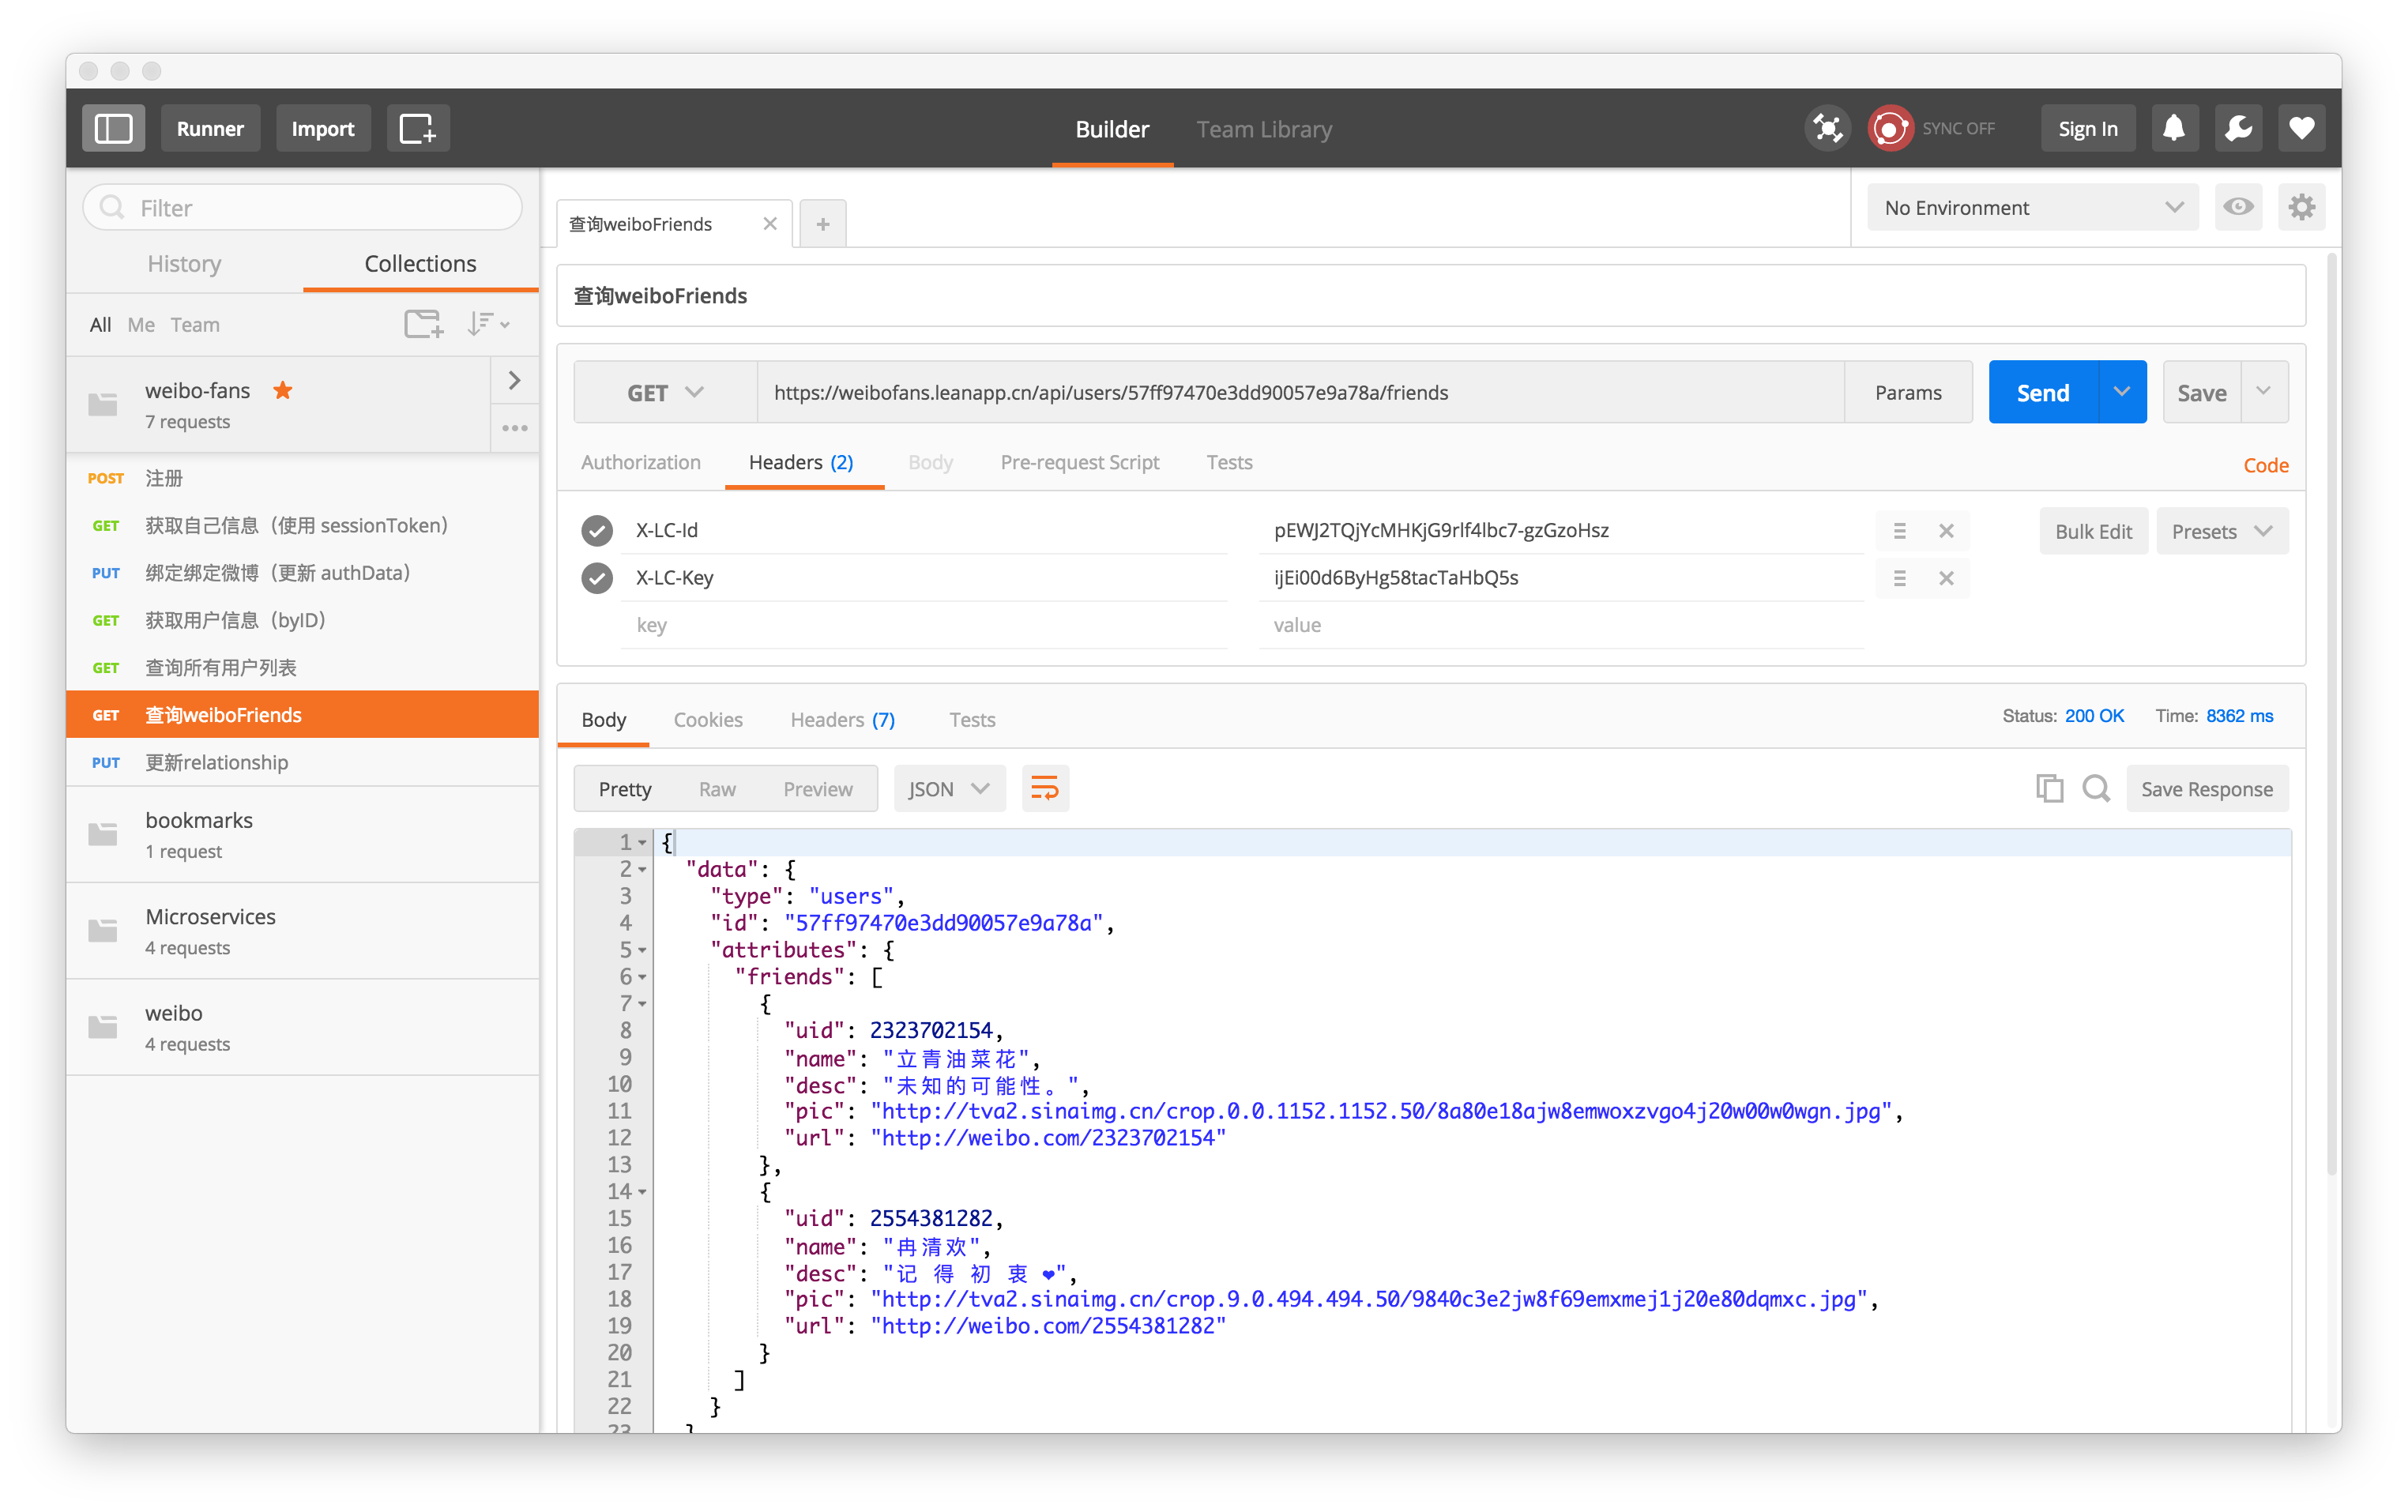 Runner Import Builder Team Library SYNC OFF Sign In
Filter
History Collections
All Me Team
weibo-fans
7 requests
POST 注册
GET 获取自己信息（使用 sessionToken）
PUT 绑定绑定微博（更新 authData）
GET 获取用户信息（byID）
GET 查询所有用户列表
GET 查询weiboFriends
PUT 更新relationship
bookmarks
1 request
Microservices
4 requests
weibo
4 requests
查询weiboFriends
No Environment
查询weiboFriends
GET https://weibofans.leanapp.cn/api/users/57ff97470e3dd90057e9a78a/friends Params Send Save
Authorization Headers (2) Body Pre-request Script Tests Code
X-LC-Id pEWJ2TQjYcMHKjG9rlf4lbc7-gzGzoHsz Bulk Edit Presets
X-LC-Key ijEi00d6ByHg58tacTaHbQ5s
key value
Body Cookies Headers (7) Tests Status: 200 OK Time: 8362 ms
Pretty Raw Preview JSON Save Response
1 {
2 "data": {
3 "type": "users",
4 "id": "57ff97470e3dd90057e9a78a",
5 "attributes": {
6 "friends": [
7 {
8 "uid": 2323702154,
9 "name": "立青油菜花",
10 "desc": "未知的可能性。",
11 "pic": "http://tva2.sinaimg.cn/crop.0.0.1152.1152.50/8a80e18ajw8emwoxzvgo4j20w00w0wgn.jpg",
12 "url": "http://weibo.com/2323702154"
13 },
14 {
15 "uid": 2554381282,
16 "name": "冉清欢",
17 "desc": "记 得 初 衷 ❤",
18 "pic": "http://tva2.sinaimg.cn/crop.9.0.494.494.50/9840c3e2jw8f69emxmej1j20e80dqmxc.jpg",
19 "url": "http://weibo.com/2554381282"
20 }
21 ]
22 }
23 }